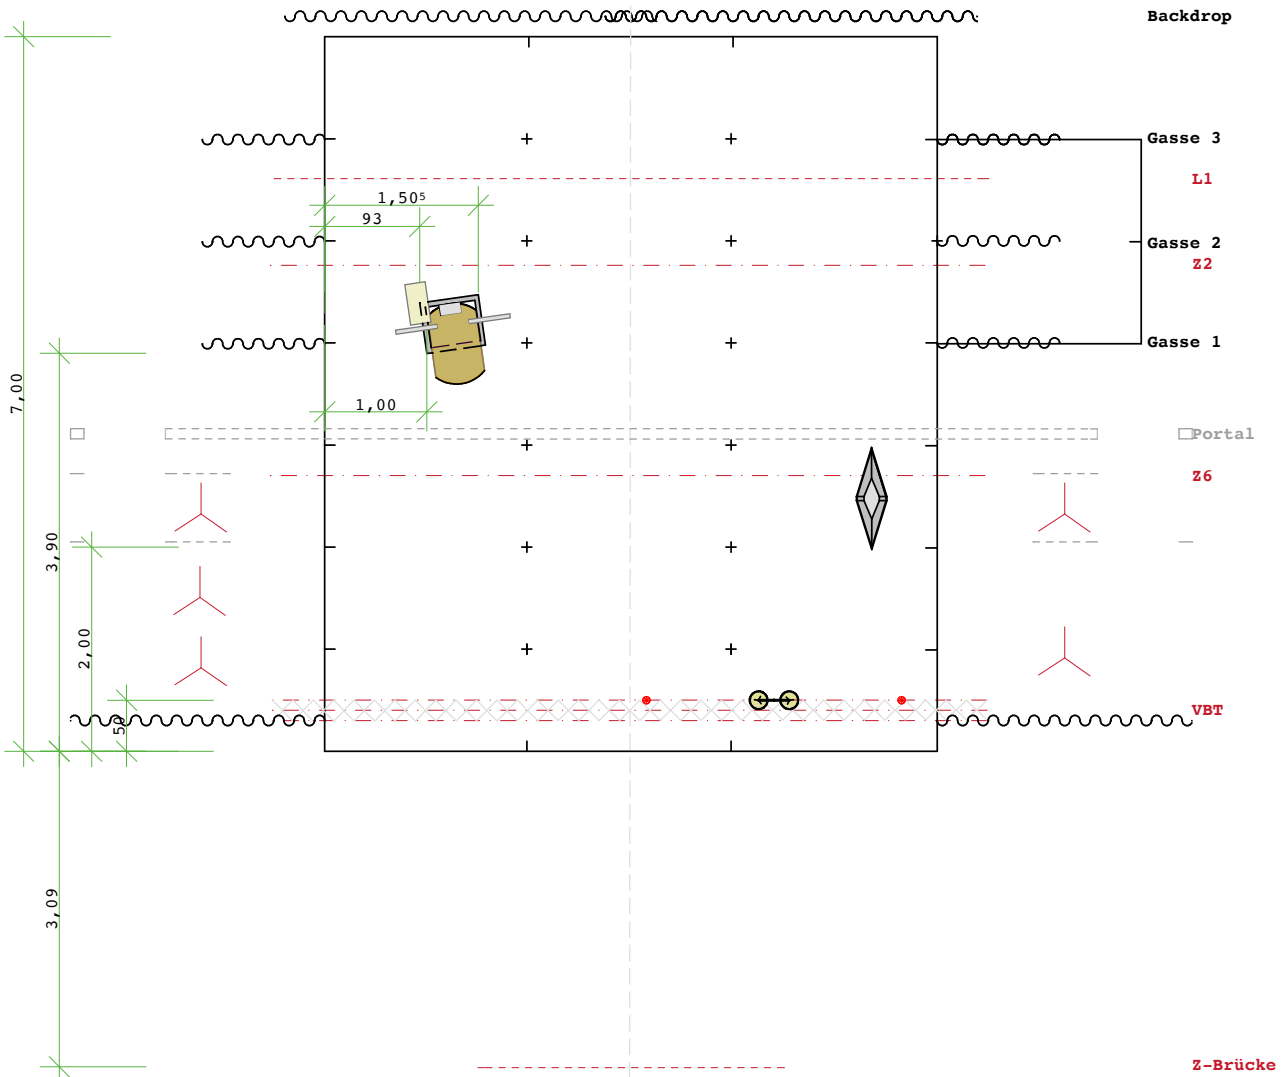 Backdrop
Gasse 3
L1
1,50⁵
93
Gasse 2
Z2
Gasse 1
7,00
1,00
Portal
Z6
3,90
2,00
VBT
50
3,09
Z-Brücke